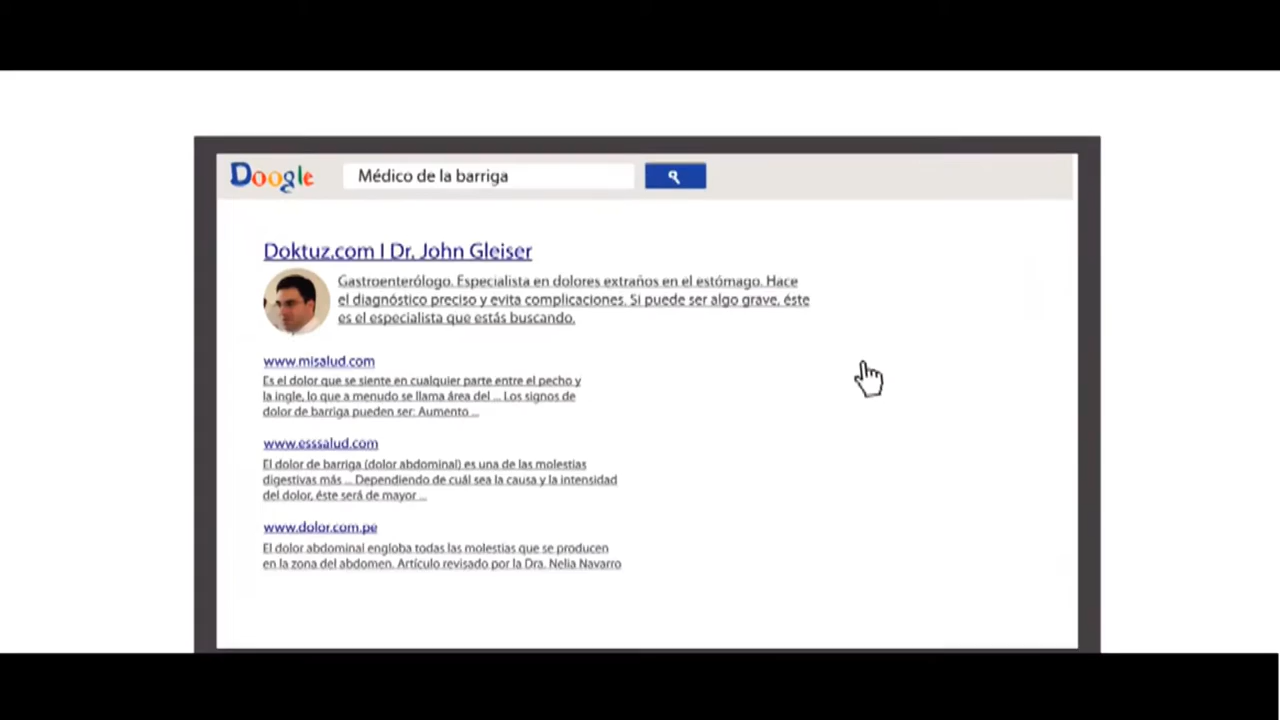 Doogle
Médico de la barriga
Doktuz.com | Dr. John Gleiser
Gastroenterólogo. Especialista en dolores extraños en el estómago. Hace
el diagnóstico preciso y evita complicaciones. Si puede ser algo grave, éste
es el especialista que estás buscando.
www.misalud.com
Es el dolor que se siente en cualquier parte entre el pecho y
la ingle, lo que a menudo se llama área del ... Los signos de
dolor de barriga pueden ser: Aumento ...
www.esssalud.com
El dolor de barriga (dolor abdominal) es una de las molestias
digestivas más ... Dependiendo de cuál sea la causa y la intensidad
del dolor, éste será de mayor ...
www.dolor.com.pe
El dolor abdominal engloba todas las molestias que se producen
en la zona del abdomen. Artículo revisado por la Dra. Nelia Navarro